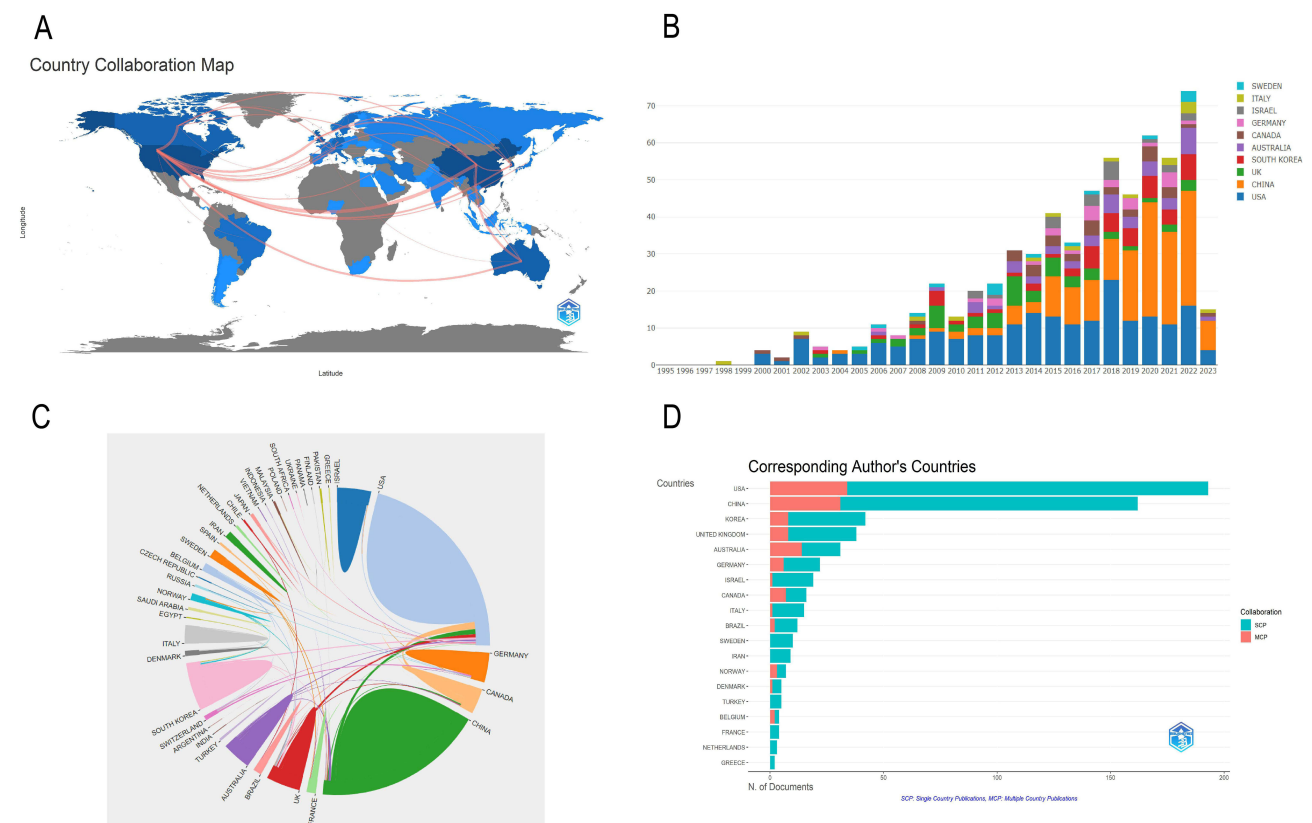 A
Country Collaboration Map
Longitude
Latitude
B
70
60
50
40
30
20
10
0
1995 1996 1997 1998 1999 2000 2001 2002 2003 2004 2005 2006 2007 2008 2009 2010 2011 2012 2013 2014 2015 2016 2017 2018 2019 2020 2021 2022 2023
SWEDEN
ITALY
ISRAEL
GERMANY
CANADA
AUSTRALIA
SOUTH KOREA
UK
CHINA
USA
C
USA
GERMANY
CANADA
CHINA
RANCE
UK
BRAZIL
AUSTRALIA
TURKEY
INDIA
ARGENTINA
SWITZERLAND
SOUTH KOREA
DENMARK
ITALY
EGYPT
SAUDI ARABIA
NORWAY
RUSSIA
CZECH REPUBLIC
BELGIUM
SWEDEN
SPAIN
IRAN
NETHERLANDS
CHILE
JAPAN
VIETNAM
INDONESIA
MALAYSIA
POLAND
SOUTH AFRICA
UKRAINE
PANAMA
FINLAND
PAKISTAN
GREECE
ISRAEL
D
Corresponding Author's Countries
Countries
USA
CHINA
KOREA
UNITED KINGDOM
AUSTRALIA
GERMANY
ISRAEL
CANADA
ITALY
BRAZIL
SWEDEN
IRAN
NORWAY
DENMARK
TURKEY
BELGIUM
FRANCE
NETHERLANDS
GREECE
0 50 100 150 200
N. of Documents
SCP: Single Country Publications, MCP: Multiple Country Publications
Collaboration
SCP
MCP